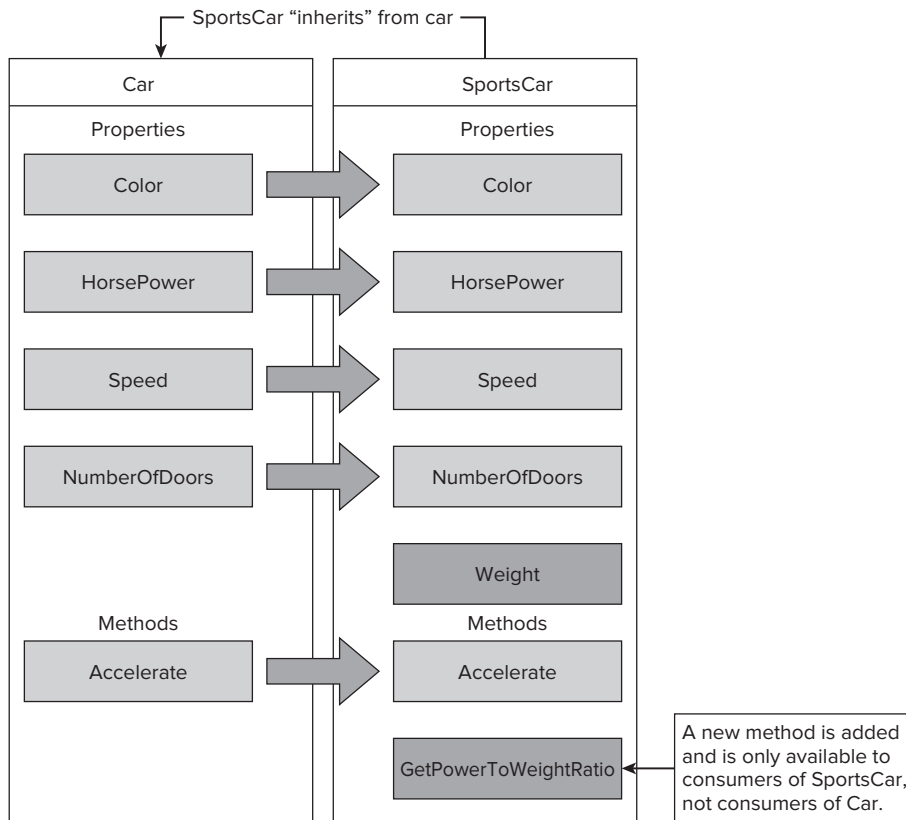 SportsCar “inherits” from car
Car
SportsCar
Properties
Properties
Color
Color
HorsePower
HorsePower
Speed
Speed
NumberOfDoors
NumberOfDoors
Weight
Methods
Methods
Accelerate
Accelerate
GetPowerToWeightRatio
A new method is added
and is only available to
consumers of SportsCar,
not consumers of Car.